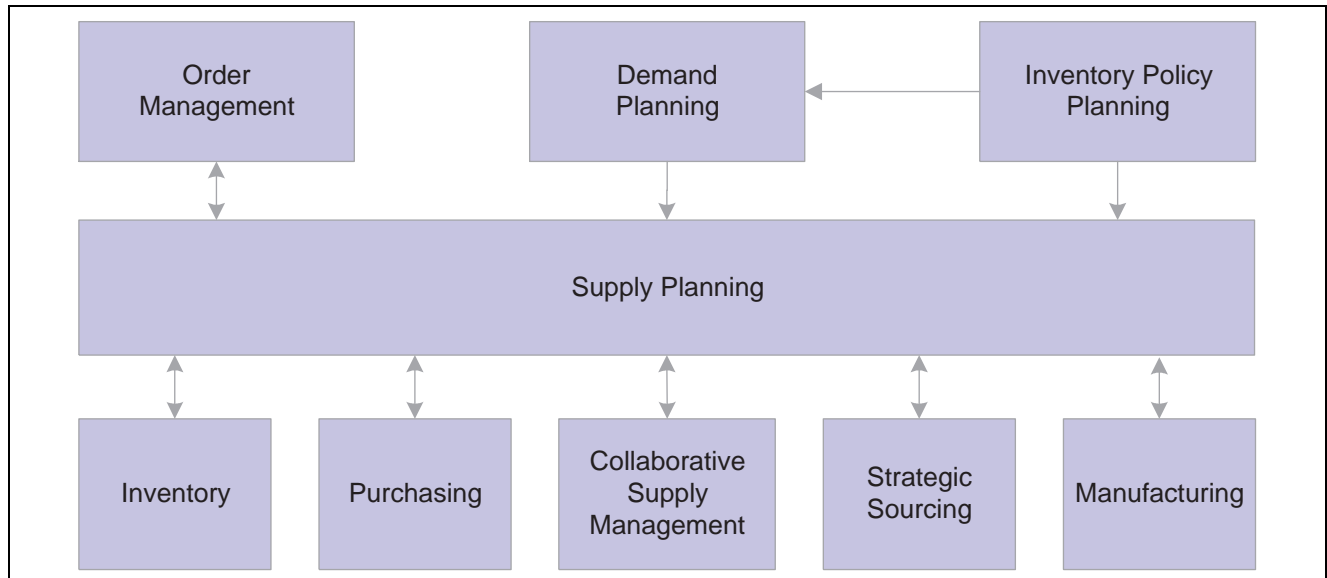 Order
Management
Demand
Planning
Inventory Policy
Planning
Supply Planning
Inventory
Purchasing
Collaborative
Supply
Management
Strategic
Sourcing
Manufacturing